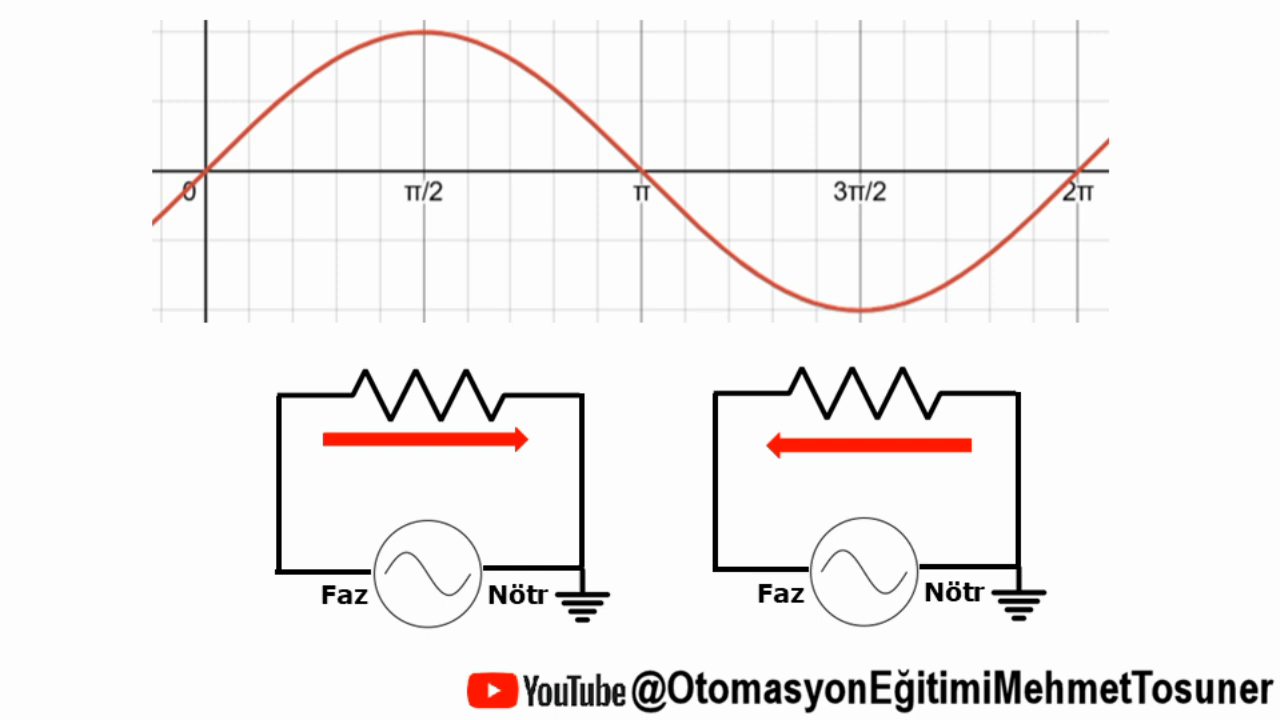 0 π/2 π 3π/2 2π
Faz Nötr Faz Nötr
YouTube @OtomasyonEğitimiMehmetTosuner